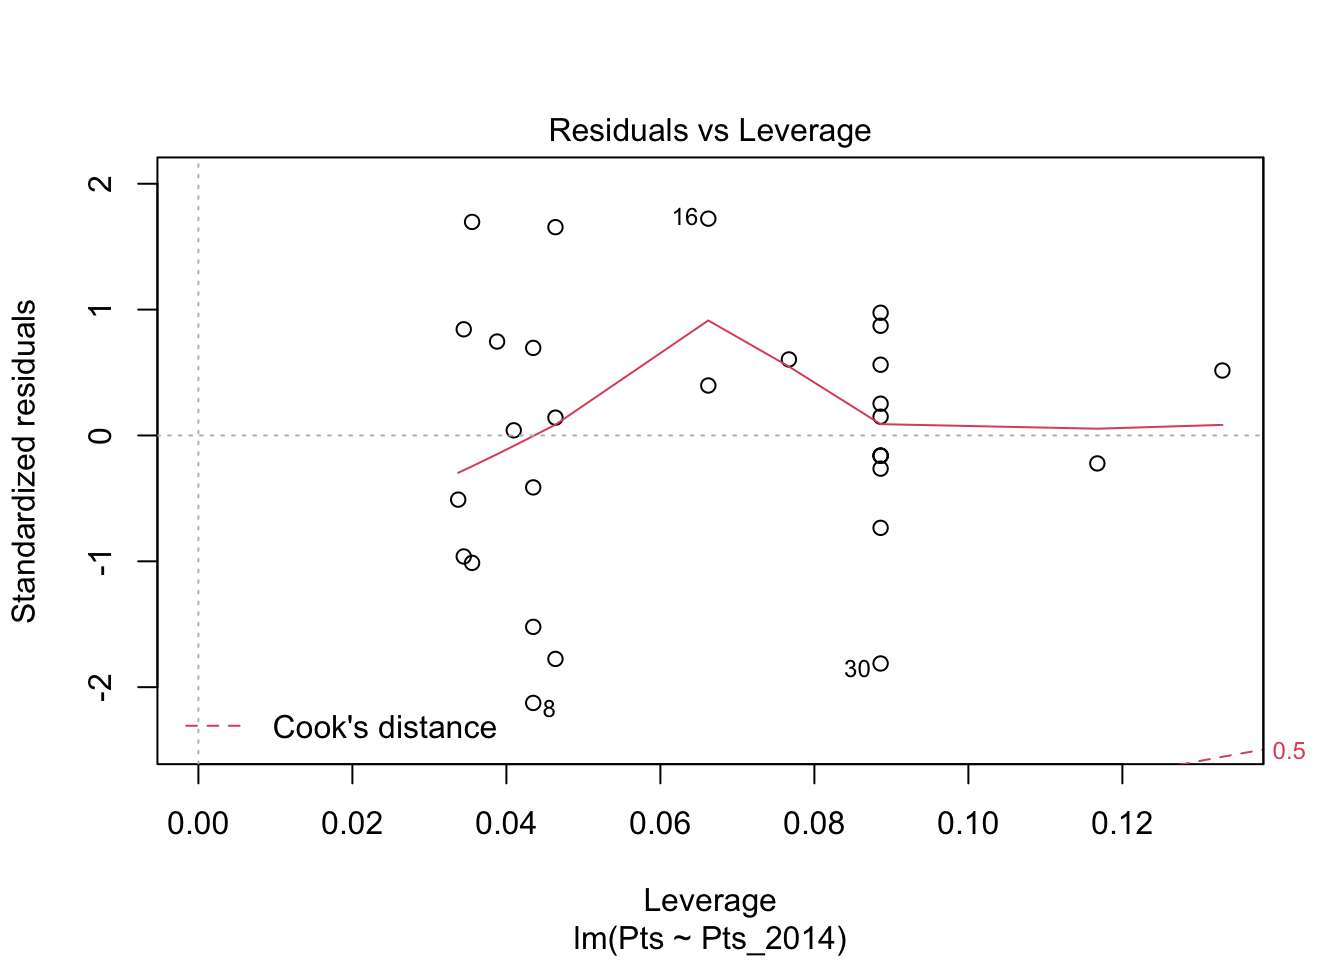 Residuals vs Leverage
Standardized residuals
2
1
0
-1
-2
16
30
8
Cook's distance
0.5
0.00 0.02 0.04 0.06 0.08 0.10 0.12
Leverage
lm(Pts ~ Pts_2014)